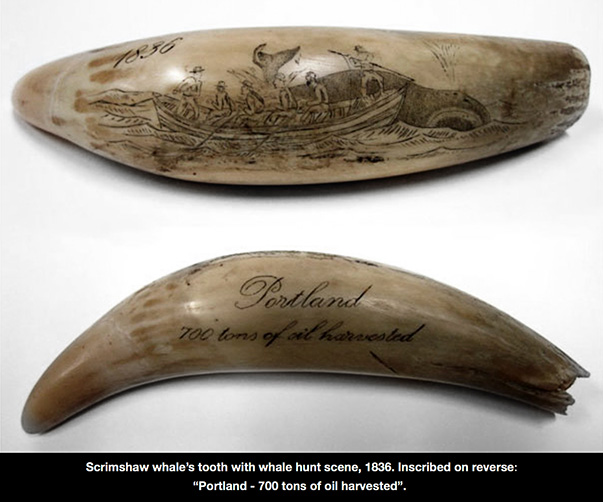 1836
Portland
700 tons of oil harvested
Scrimshaw whale's tooth with whale hunt scene, 1836. Inscribed on reverse:
“Portland - 700 tons of oil harvested”.